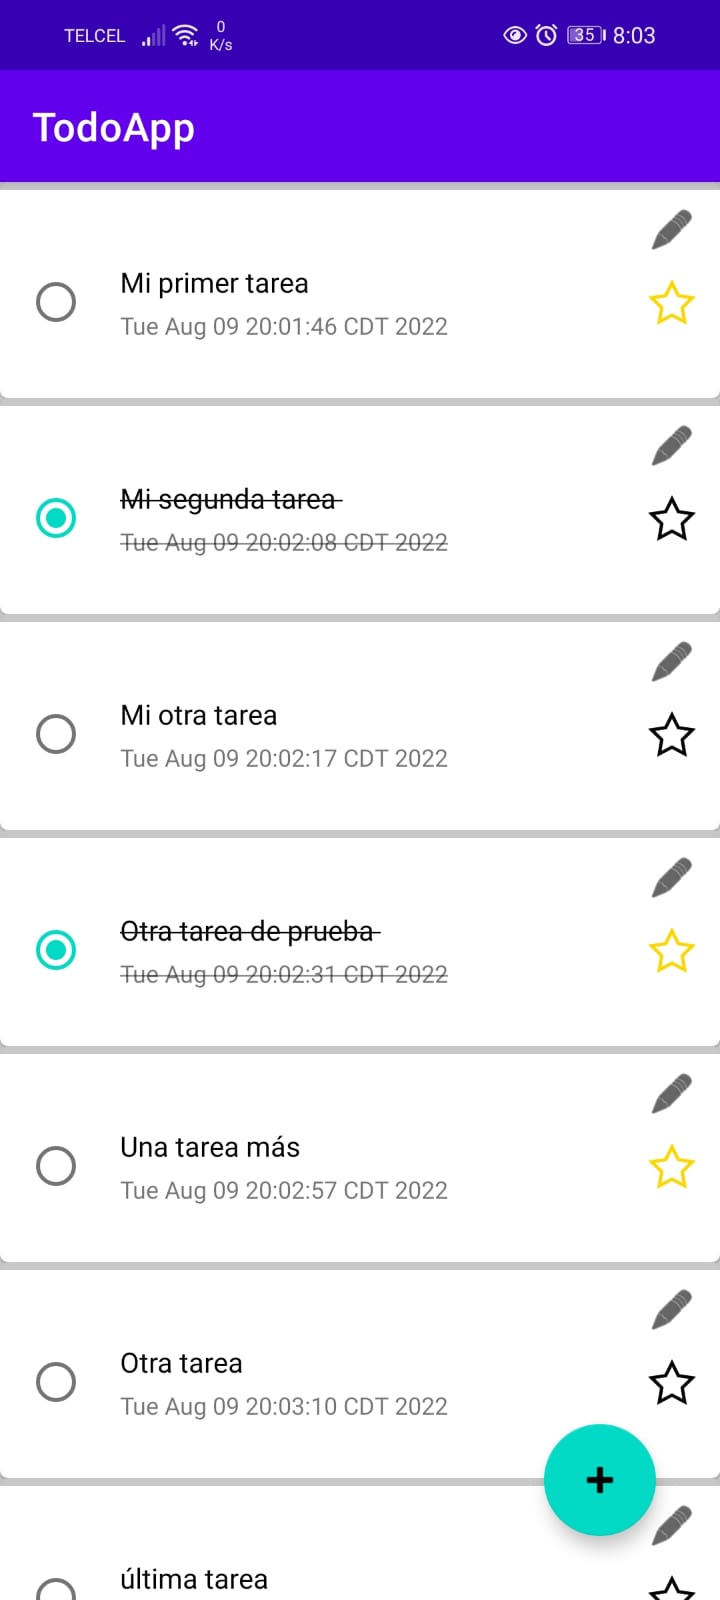 TELCEL 0 K/s 35 8:03
TodoApp
Mi primer tarea
Tue Aug 09 20:01:46 CDT 2022
Mi segunda tarea
Tue Aug 09 20:02:08 CDT 2022
Mi otra tarea
Tue Aug 09 20:02:17 CDT 2022
Otra tarea de prueba
Tue Aug 09 20:02:31 CDT 2022
Una tarea más
Tue Aug 09 20:02:57 CDT 2022
Otra tarea
Tue Aug 09 20:03:10 CDT 2022
+
última tarea